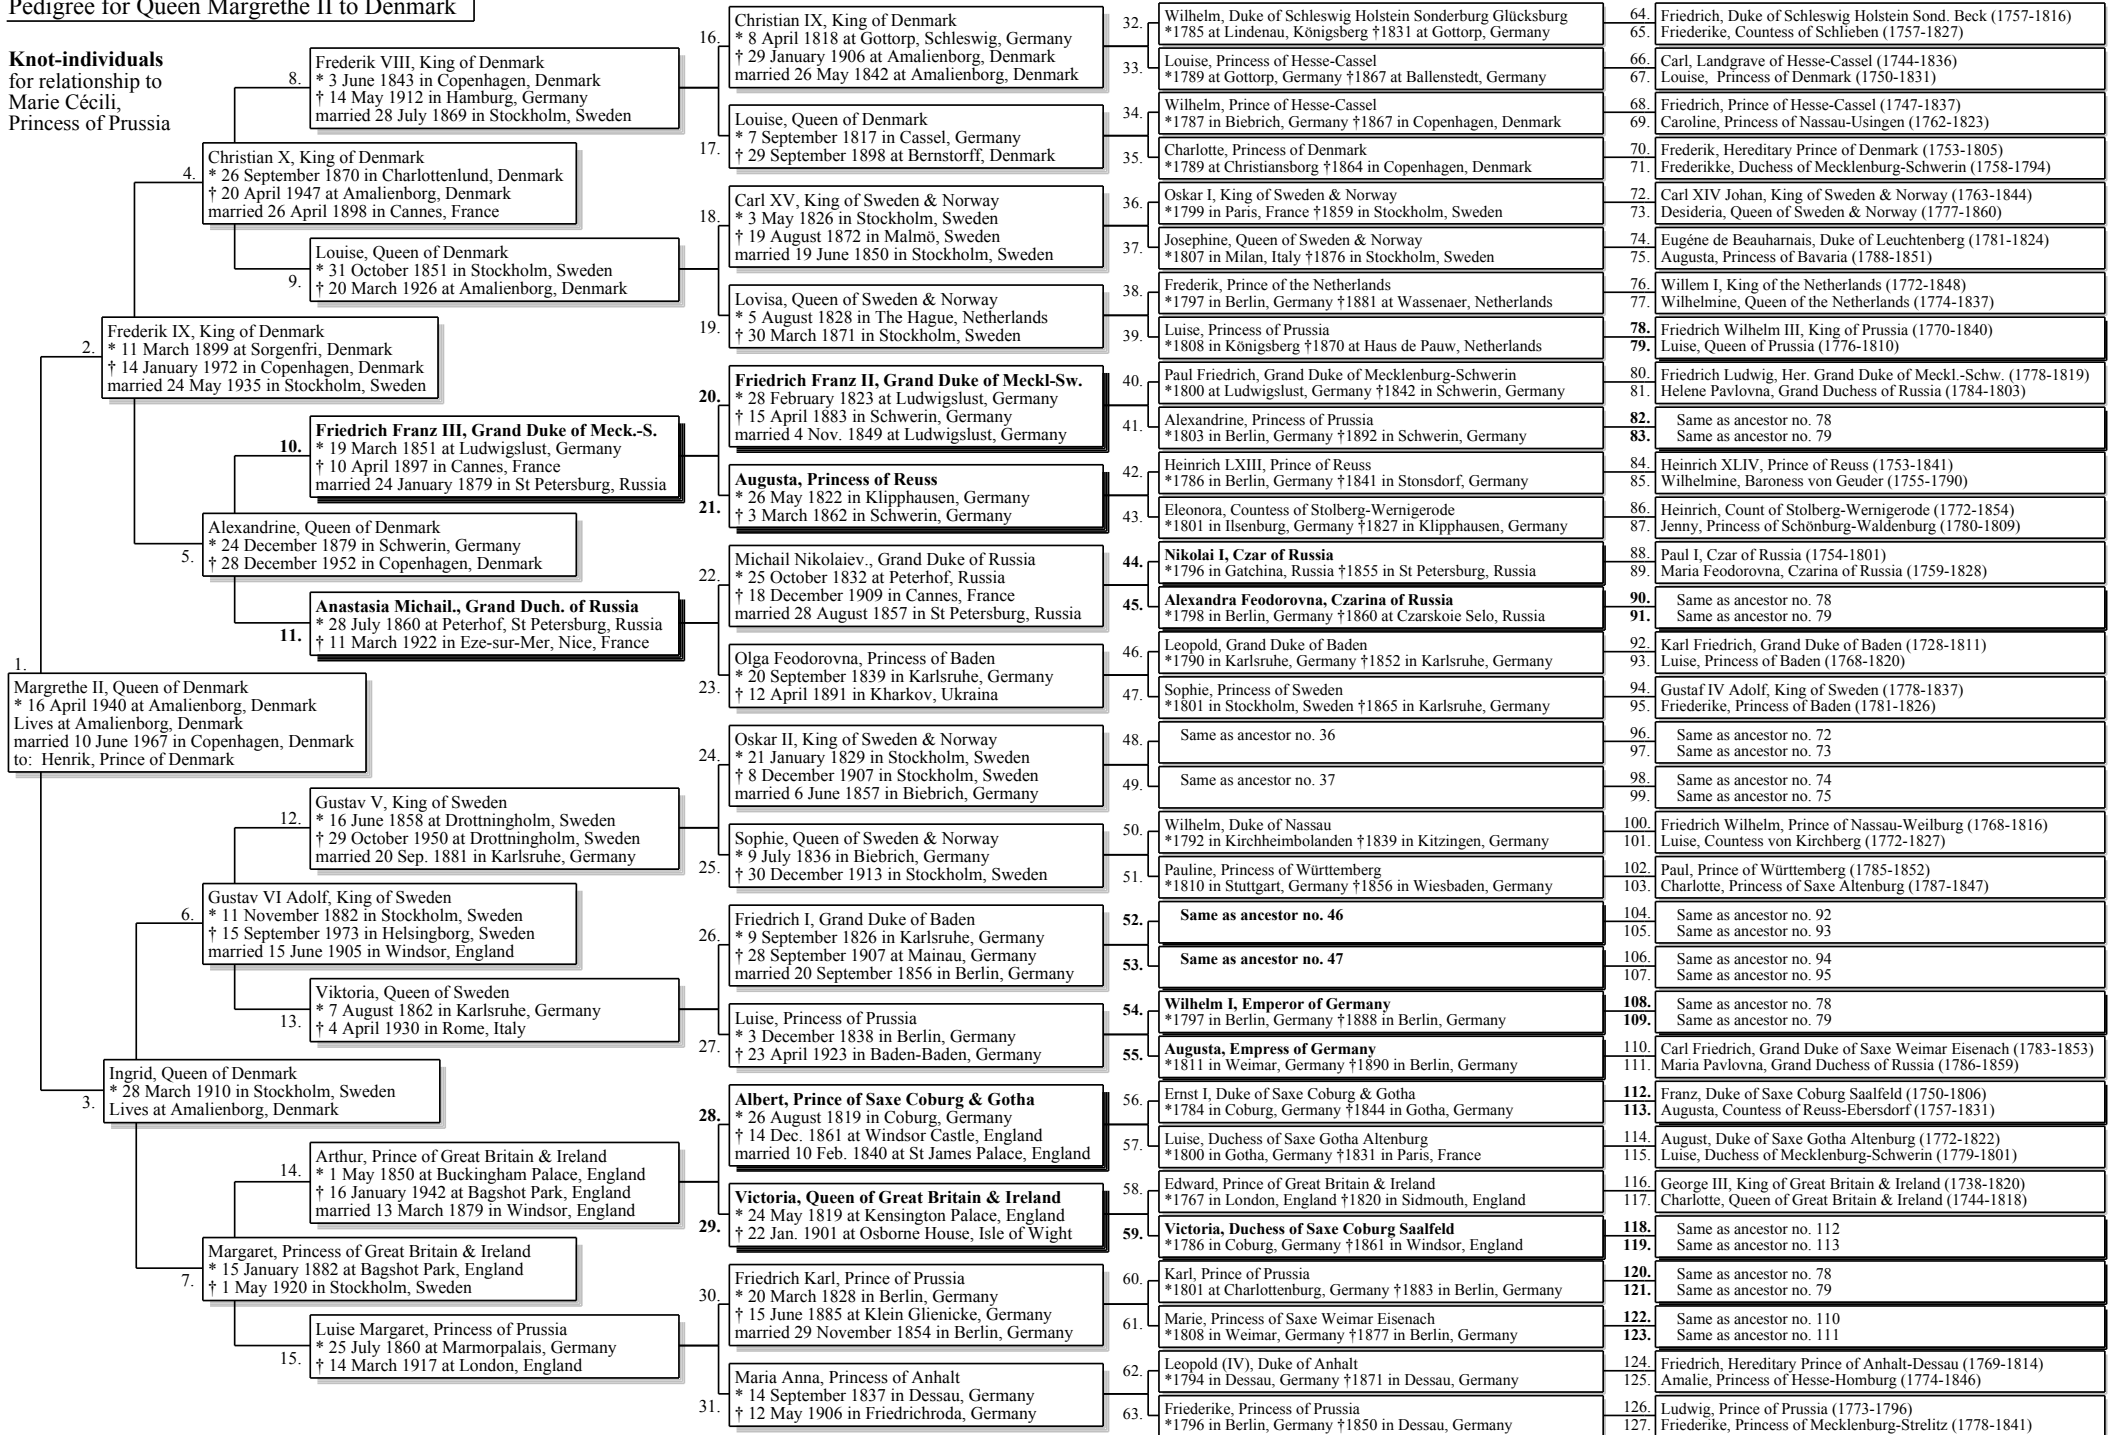 Pedigree for Queen Margrethe II to Denmark
Knot-individuals
for relationship to
Marie Cécili,
Princess of Prussia
1.
Margrethe II, Queen of Denmark
* 16 April 1940 at Amalienborg, Denmark
Lives at Amalienborg, Denmark
married 10 June 1967 in Copenhagen, Denmark
to: Henrik, Prince of Denmark
2.
Frederik IX, King of Denmark
* 11 March 1899 at Sorgenfri, Denmark
† 14 January 1972 in Copenhagen, Denmark
married 24 May 1935 in Stockholm, Sweden
3.
Ingrid, Queen of Denmark
* 28 March 1910 in Stockholm, Sweden
Lives at Amalienborg, Denmark
4.
Christian X, King of Denmark
* 26 September 1870 in Charlottenlund, Denmark
† 20 April 1947 at Amalienborg, Denmark
married 26 April 1898 in Cannes, France
5.
Alexandrine, Queen of Denmark
* 24 December 1879 in Schwerin, Germany
† 28 December 1952 in Copenhagen, Denmark
6.
Gustav VI Adolf, King of Sweden
* 11 November 1882 in Stockholm, Sweden
† 15 September 1973 in Helsingborg, Sweden
married 15 June 1905 in Windsor, England
7.
Margaret, Princess of Great Britain & Ireland
* 15 January 1882 at Bagshot Park, England
† 1 May 1920 in Stockholm, Sweden
8.
Frederik VIII, King of Denmark
* 3 June 1843 in Copenhagen, Denmark
† 14 May 1912 in Hamburg, Germany
married 28 July 1869 in Stockholm, Sweden
9.
Louise, Queen of Denmark
* 31 October 1851 in Stockholm, Sweden
† 20 March 1926 at Amalienborg, Denmark
10.
Friedrich Franz III, Grand Duke of Meck.-S.
* 19 March 1851 at Ludwigslust, Germany
† 10 April 1897 in Cannes, France
married 24 January 1879 in St Petersburg, Russia
11.
Anastasia Michail., Grand Duch. of Russia
* 28 July 1860 at Peterhof, St Petersburg, Russia
† 11 March 1922 in Eze-sur-Mer, Nice, France
12.
Gustav V, King of Sweden
* 16 June 1858 at Drottningholm, Sweden
† 29 October 1950 at Drottningholm, Sweden
married 20 Sep. 1881 in Karlsruhe, Germany
13.
Viktoria, Queen of Sweden
* 7 August 1862 in Karlsruhe, Germany
† 4 April 1930 in Rome, Italy
14.
Arthur, Prince of Great Britain & Ireland
* 1 May 1850 at Buckingham Palace, England
† 16 January 1942 at Bagshot Park, England
married 13 March 1879 in Windsor, England
15.
Luise Margaret, Princess of Prussia
* 25 July 1860 at Marmorpalais, Germany
† 14 March 1917 at London, England
16.
Christian IX, King of Denmark
* 8 April 1818 at Gottorp, Schleswig, Germany
† 29 January 1906 at Amalienborg, Denmark
married 26 May 1842 at Amalienborg, Denmark
17.
Louise, Queen of Denmark
* 7 September 1817 in Cassel, Germany
† 29 September 1898 at Bernstorff, Denmark
18.
Carl XV, King of Sweden & Norway
* 3 May 1826 in Stockholm, Sweden
† 19 August 1872 in Malmö, Sweden
married 19 June 1850 in Stockholm, Sweden
19.
Lovisa, Queen of Sweden & Norway
* 5 August 1828 in The Hague, Netherlands
† 30 March 1871 in Stockholm, Sweden
20.
Friedrich Franz II, Grand Duke of Meckl-Sw.
* 28 February 1823 at Ludwigslust, Germany
† 15 April 1883 in Schwerin, Germany
married 4 Nov. 1849 at Ludwigslust, Germany
21.
Augusta, Princess of Reuss
* 26 May 1822 in Klipphausen, Germany
† 3 March 1862 in Schwerin, Germany
22.
Michail Nikolaiev., Grand Duke of Russia
* 25 October 1832 at Peterhof, Russia
† 18 December 1909 in Cannes, France
married 28 August 1857 in St Petersburg, Russia
23.
Olga Feodorovna, Princess of Baden
* 20 September 1839 in Karlsruhe, Germany
† 12 April 1891 in Kharkov, Ukraina
24.
Oskar II, King of Sweden & Norway
* 21 January 1829 in Stockholm, Sweden
† 8 December 1907 in Stockholm, Sweden
married 6 June 1857 in Biebrich, Germany
25.
Sophie, Queen of Sweden & Norway
* 9 July 1836 in Biebrich, Germany
† 30 December 1913 in Stockholm, Sweden
26.
Friedrich I, Grand Duke of Baden
* 9 September 1826 in Karlsruhe, Germany
† 28 September 1907 at Mainau, Germany
married 20 September 1856 in Berlin, Germany
27.
Luise, Princess of Prussia
* 3 December 1838 in Berlin, Germany
† 23 April 1923 in Baden-Baden, Germany
28.
Albert, Prince of Saxe Coburg & Gotha
* 26 August 1819 in Coburg, Germany
† 14 Dec. 1861 at Windsor Castle, England
married 10 Feb. 1840 at St James Palace, England
29.
Victoria, Queen of Great Britain & Ireland
* 24 May 1819 at Kensington Palace, England
† 22 Jan. 1901 at Osborne House, Isle of Wight
30.
Friedrich Karl, Prince of Prussia
* 20 March 1828 in Berlin, Germany
† 15 June 1885 at Klein Glienicke, Germany
married 29 November 1854 in Berlin, Germany
31.
Maria Anna, Princess of Anhalt
* 14 September 1837 in Dessau, Germany
† 12 May 1906 in Friedrichroda, Germany
32.
Wilhelm, Duke of Schleswig Holstein Sonderburg Glücksburg
*1785 at Lindenau, Königsberg †1831 at Gottorp, Germany
33.
Louise, Princess of Hesse-Cassel
*1789 at Gottorp, Germany †1867 at Ballenstedt, Germany
34.
Wilhelm, Prince of Hesse-Cassel
*1787 in Biebrich, Germany †1867 in Copenhagen, Denmark
35.
Charlotte, Princess of Denmark
*1789 at Christiansborg †1864 in Copenhagen, Denmark
36.
Oskar I, King of Sweden & Norway
*1799 in Paris, France †1859 in Stockholm, Sweden
37.
Josephine, Queen of Sweden & Norway
*1807 in Milan, Italy †1876 in Stockholm, Sweden
38.
Frederik, Prince of the Netherlands
*1797 in Berlin, Germany †1881 at Wassenaer, Netherlands
39.
Luise, Princess of Prussia
*1808 in Königsberg †1870 at Haus de Pauw, Netherlands
40.
Paul Friedrich, Grand Duke of Mecklenburg-Schwerin
*1800 at Ludwigslust, Germany †1842 in Schwerin, Germany
41.
Alexandrine, Princess of Prussia
*1803 in Berlin, Germany †1892 in Schwerin, Germany
42.
Heinrich LXIII, Prince of Reuss
*1786 in Berlin, Germany †1841 in Stonsdorf, Germany
43.
Eleonora, Countess of Stolberg-Wernigerode
*1801 in Ilsenburg, Germany †1827 in Klipphausen, Germany
44.
Nikolai I, Czar of Russia
*1796 in Gatchina, Russia †1855 in St Petersburg, Russia
45.
Alexandra Feodorovna, Czarina of Russia
*1798 in Berlin, Germany †1860 at Czarskoie Selo, Russia
46.
Leopold, Grand Duke of Baden
*1790 in Karlsruhe, Germany †1852 in Karlsruhe, Germany
47.
Sophie, Princess of Sweden
*1801 in Stockholm, Sweden †1865 in Karlsruhe, Germany
48.
Same as ancestor no. 36
49.
Same as ancestor no. 37
50.
Wilhelm, Duke of Nassau
*1792 in Kirchheimbolanden †1839 in Kitzingen, Germany
51.
Pauline, Princess of Württemberg
*1810 in Stuttgart, Germany †1856 in Wiesbaden, Germany
52.
Same as ancestor no. 46
53.
Same as ancestor no. 47
54.
Wilhelm I, Emperor of Germany
*1797 in Berlin, Germany †1888 in Berlin, Germany
55.
Augusta, Empress of Germany
*1811 in Weimar, Germany †1890 in Berlin, Germany
56.
Ernst I, Duke of Saxe Coburg & Gotha
*1784 in Coburg, Germany †1844 in Gotha, Germany
57.
Luise, Duchess of Saxe Gotha Altenburg
*1800 in Gotha, Germany †1831 in Paris, France
58.
Edward, Prince of Great Britain & Ireland
*1767 in London, England †1820 in Sidmouth, England
59.
Victoria, Duchess of Saxe Coburg Saalfeld
*1786 in Coburg, Germany †1861 in Windsor, England
60.
Karl, Prince of Prussia
*1801 at Charlottenburg, Germany †1883 in Berlin, Germany
61.
Marie, Princess of Saxe Weimar Eisenach
*1808 in Weimar, Germany †1877 in Berlin, Germany
62.
Leopold (IV), Duke of Anhalt
*1794 in Dessau, Germany †1871 in Dessau, Germany
63.
Friederike, Princess of Prussia
*1796 in Berlin, Germany †1850 in Dessau, Germany
64. Friedrich, Duke of Schleswig Holstein Sond. Beck (1757-1816)
65. Friederike, Countess of Schlieben (1757-1827)
66. Carl, Landgrave of Hesse-Cassel (1744-1836)
67. Louise, Princess of Denmark (1750-1831)
68. Friedrich, Prince of Hesse-Cassel (1747-1837)
69. Caroline, Princess of Nassau-Usingen (1762-1823)
70. Frederik, Hereditary Prince of Denmark (1753-1805)
71. Frederikke, Duchess of Mecklenburg-Schwerin (1758-1794)
72. Carl XIV Johan, King of Sweden & Norway (1763-1844)
73. Desideria, Queen of Sweden & Norway (1777-1860)
74. Eugéne de Beauharnais, Duke of Leuchtenberg (1781-1824)
75. Augusta, Princess of Bavaria (1788-1851)
76. Willem I, King of the Netherlands (1772-1848)
77. Wilhelmine, Queen of the Netherlands (1774-1837)
78. Friedrich Wilhelm III, King of Prussia (1770-1840)
79. Luise, Queen of Prussia (1776-1810)
80. Friedrich Ludwig, Her. Grand Duke of Meckl.-Schw. (1778-1819)
81. Helene Pavlovna, Grand Duchess of Russia (1784-1803)
82. Same as ancestor no. 78
83. Same as ancestor no. 79
84. Heinrich XLIV, Prince of Reuss (1753-1841)
85. Wilhelmine, Baroness von Geuder (1755-1790)
86. Heinrich, Count of Stolberg-Wernigerode (1772-1854)
87. Jenny, Princess of Schönburg-Waldenburg (1780-1809)
88. Paul I, Czar of Russia (1754-1801)
89. Maria Feodorovna, Czarina of Russia (1759-1828)
90. Same as ancestor no. 78
91. Same as ancestor no. 79
92. Karl Friedrich, Grand Duke of Baden (1728-1811)
93. Luise, Princess of Baden (1768-1820)
94. Gustaf IV Adolf, King of Sweden (1778-1837)
95. Friederike, Princess of Baden (1781-1826)
96. Same as ancestor no. 72
97. Same as ancestor no. 73
98. Same as ancestor no. 74
99. Same as ancestor no. 75
100. Friedrich Wilhelm, Prince of Nassau-Weilburg (1768-1816)
101. Luise, Countess von Kirchberg (1772-1827)
102. Paul, Prince of Württemberg (1785-1852)
103. Charlotte, Princess of Saxe Altenburg (1787-1847)
104. Same as ancestor no. 92
105. Same as ancestor no. 93
106. Same as ancestor no. 94
107. Same as ancestor no. 95
108. Same as ancestor no. 78
109. Same as ancestor no. 79
110. Carl Friedrich, Grand Duke of Saxe Weimar Eisenach (1783-1853)
111. Maria Pavlovna, Grand Duchess of Russia (1786-1859)
112. Franz, Duke of Saxe Coburg Saalfeld (1750-1806)
113. Augusta, Countess of Reuss-Ebersdorf (1757-1831)
114. August, Duke of Saxe Gotha Altenburg (1772-1822)
115. Luise, Duchess of Mecklenburg-Schwerin (1779-1801)
116. George III, King of Great Britain & Ireland (1738-1820)
117. Charlotte, Queen of Great Britain & Ireland (1744-1818)
118. Same as ancestor no. 112
119. Same as ancestor no. 113
120. Same as ancestor no. 78
121. Same as ancestor no. 79
122. Same as ancestor no. 110
123. Same as ancestor no. 111
124. Friedrich, Hereditary Prince of Anhalt-Dessau (1769-1814)
125. Amalie, Princess of Hesse-Homburg (1774-1846)
126. Ludwig, Prince of Prussia (1773-1796)
127. Friederike, Princess of Mecklenburg-Strelitz (1778-1841)